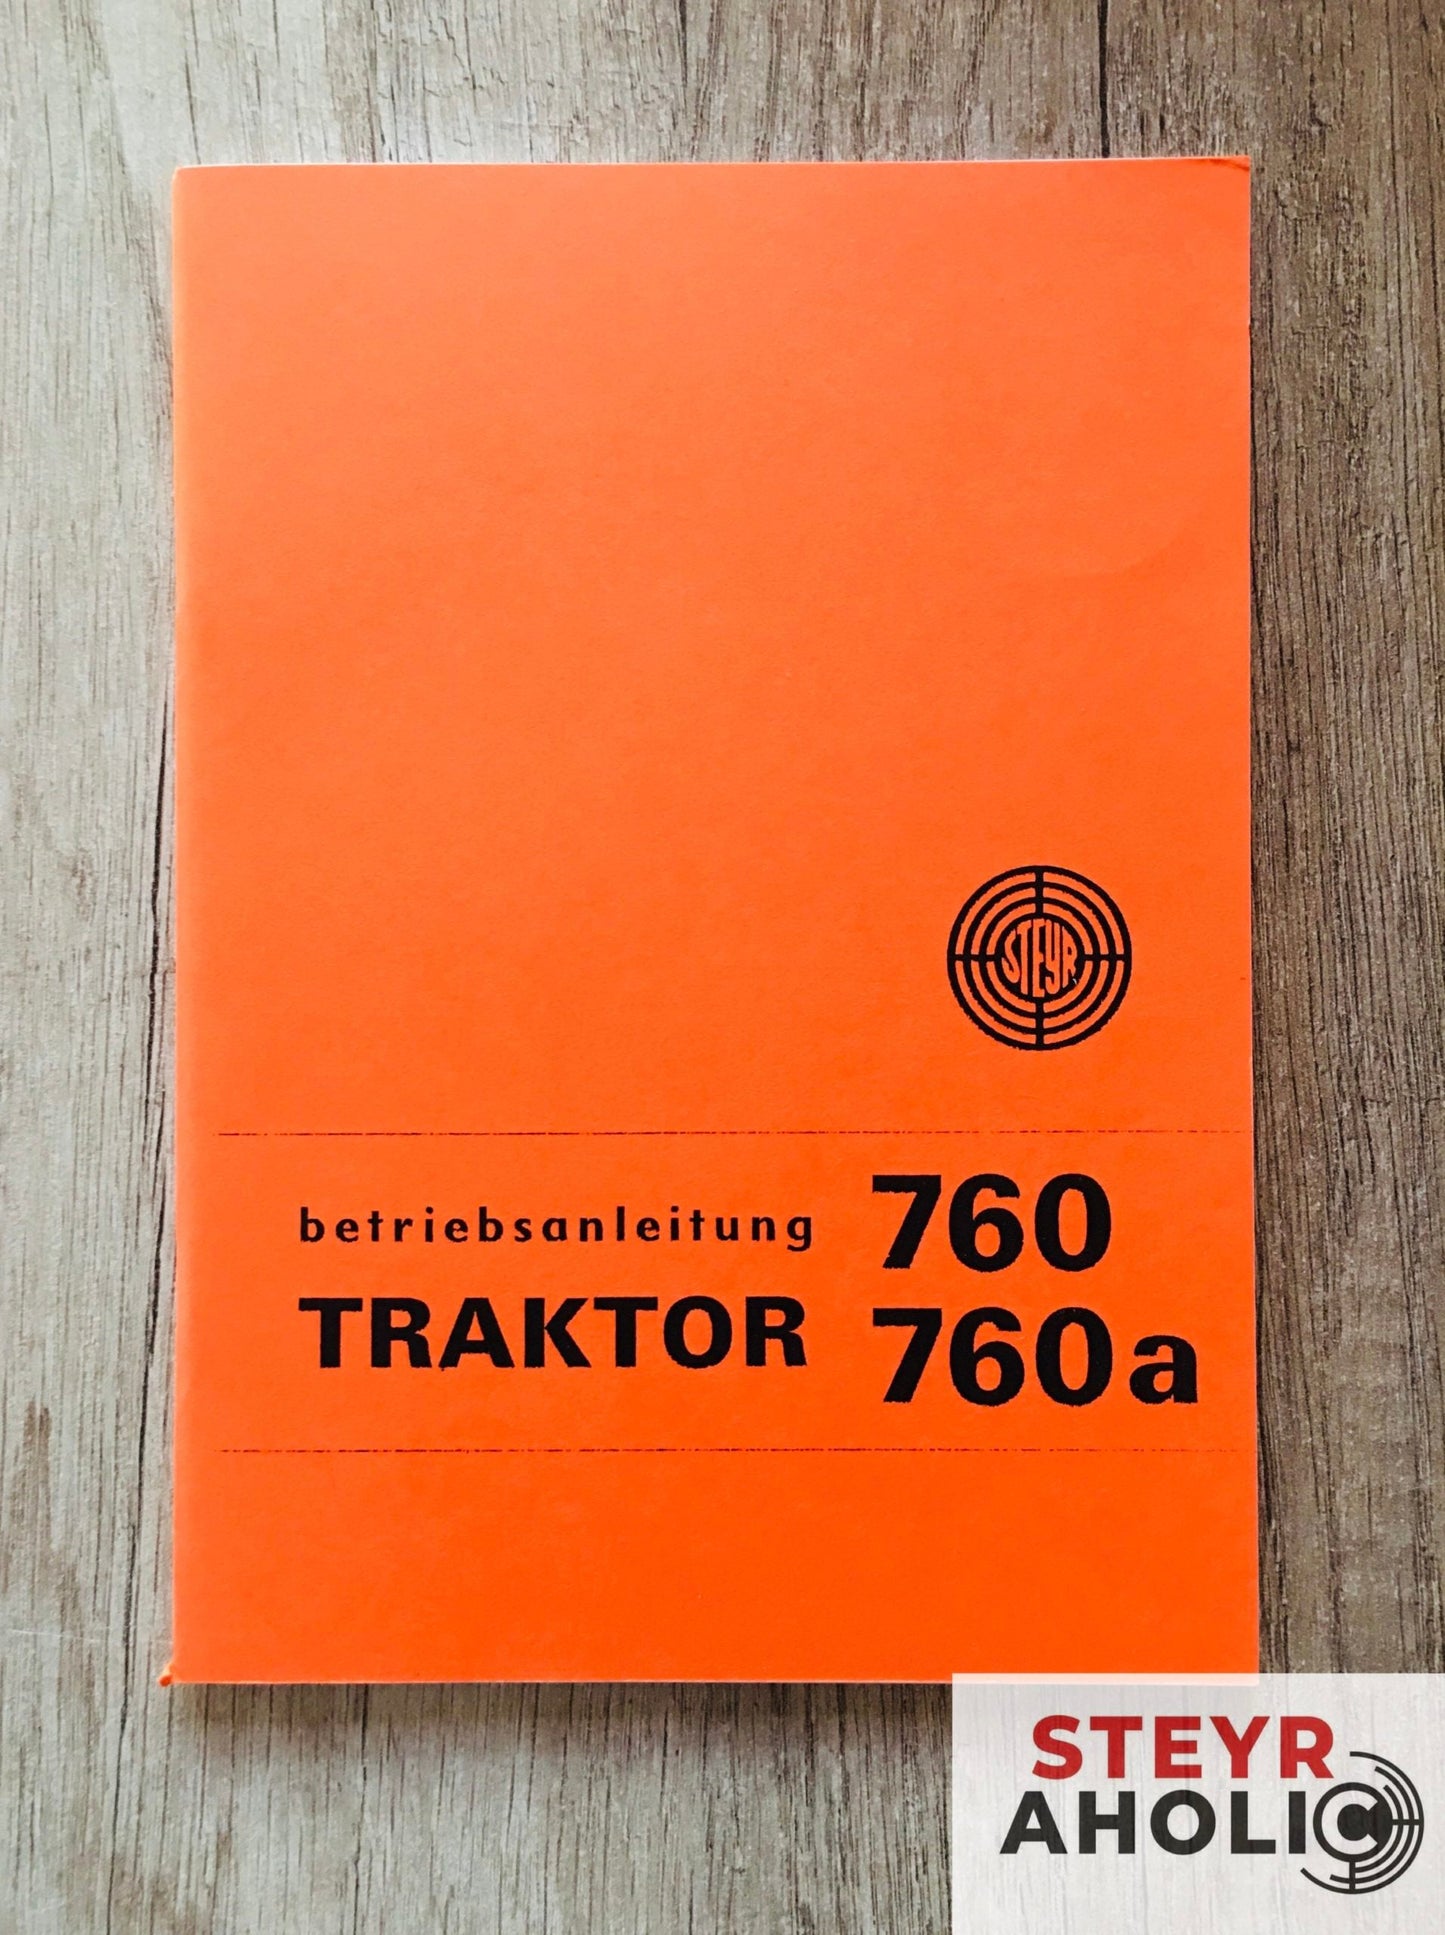 STEYR
betriebsanleitung 760
TRAKTOR 760a
STEYR
AHOLIC